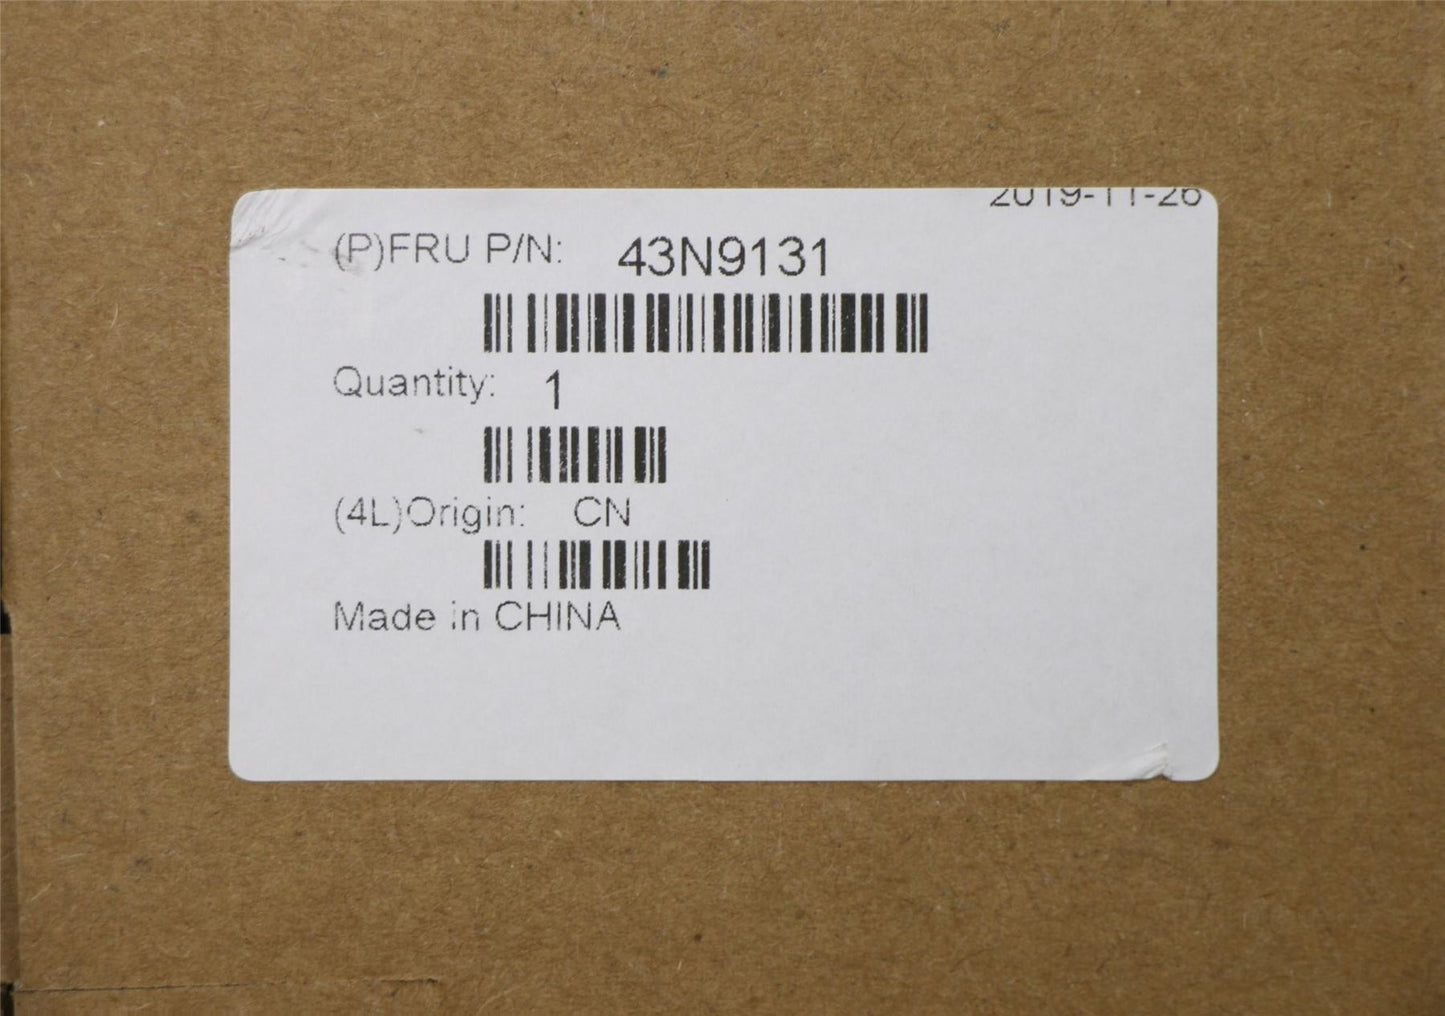 2019-11-26
(P)FRU P/N: 43N9131
Quantity: 1
(4L)Origin: CN
Made in CHINA